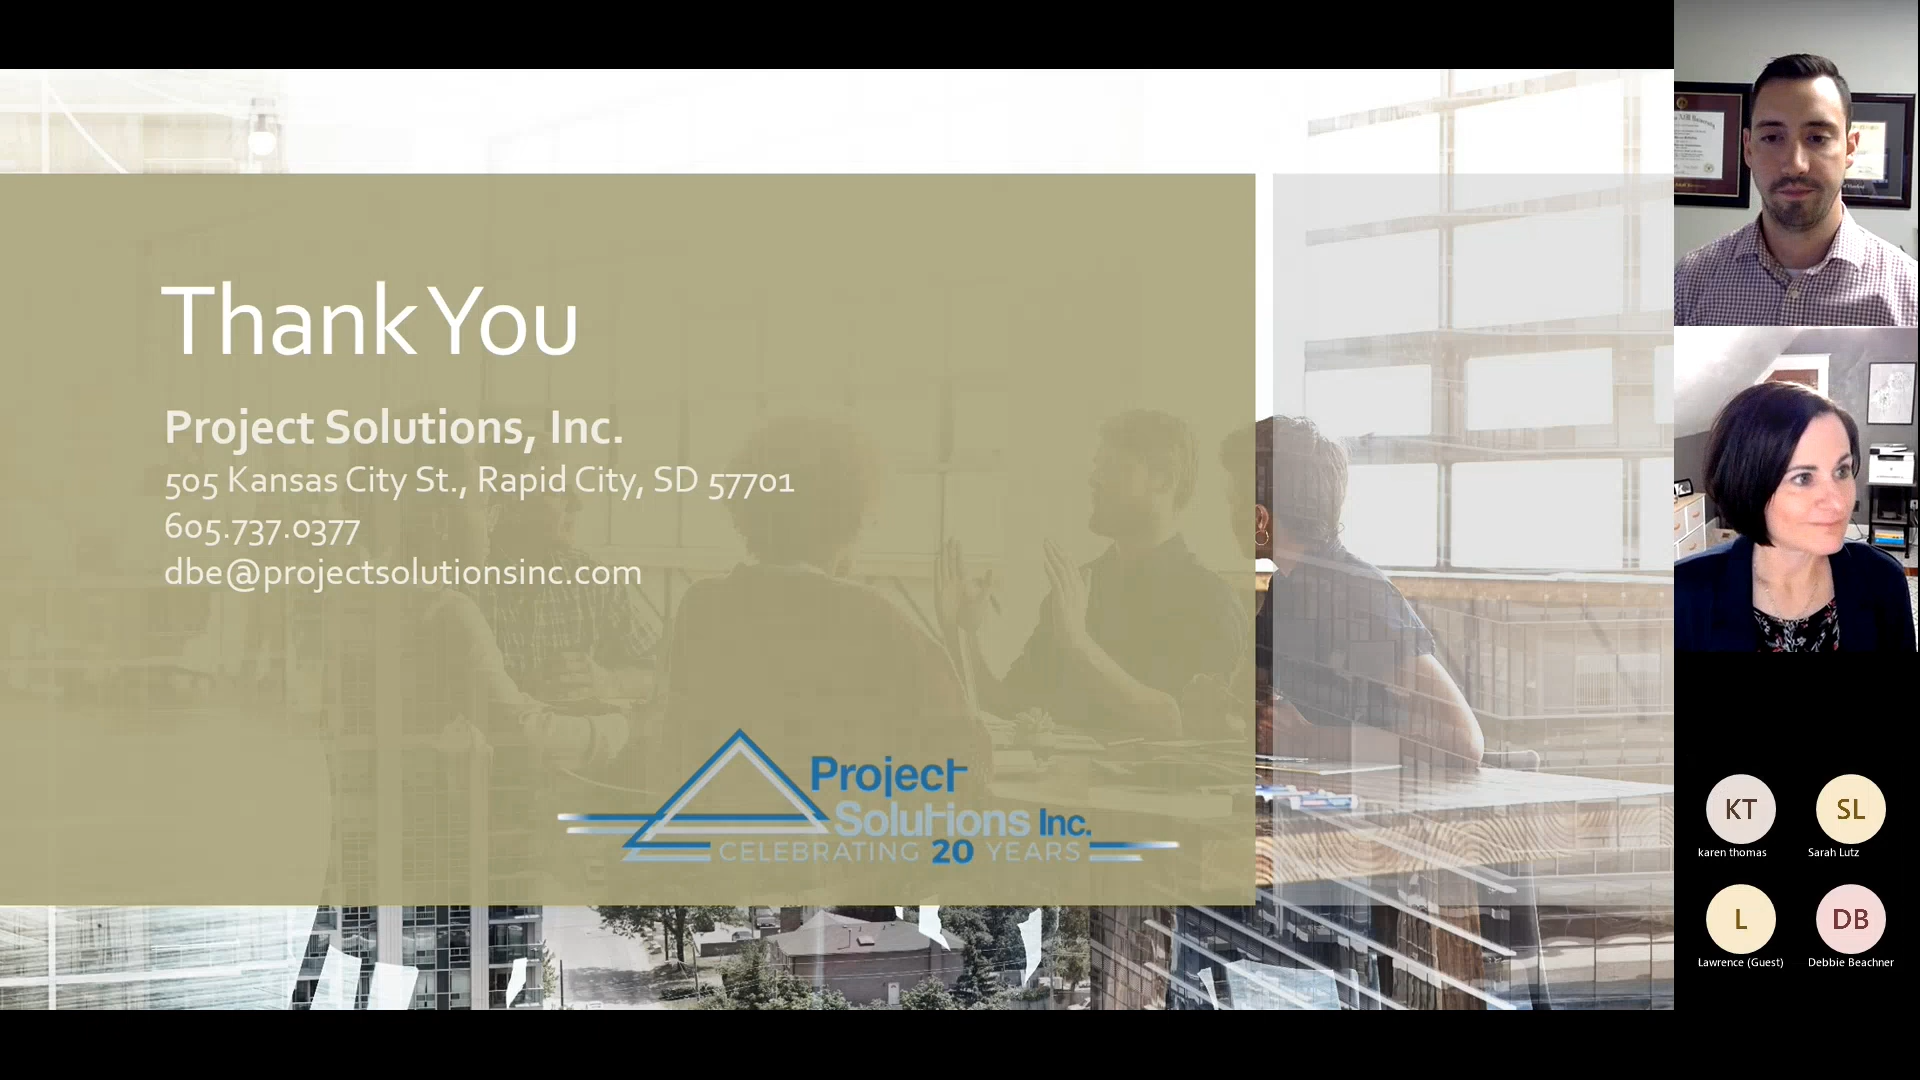 Thank You
Project Solutions, Inc.
505 Kansas City St., Rapid City, SD 57701
605.737.0377
dbe@projectsolutionsinc.com
Project
Solutions Inc.
CELEBRATING 20 YEARS
KT
karen thomas
SL
Sarah Lutz
L
Lawrence (Guest)
DB
Debbie Beachner